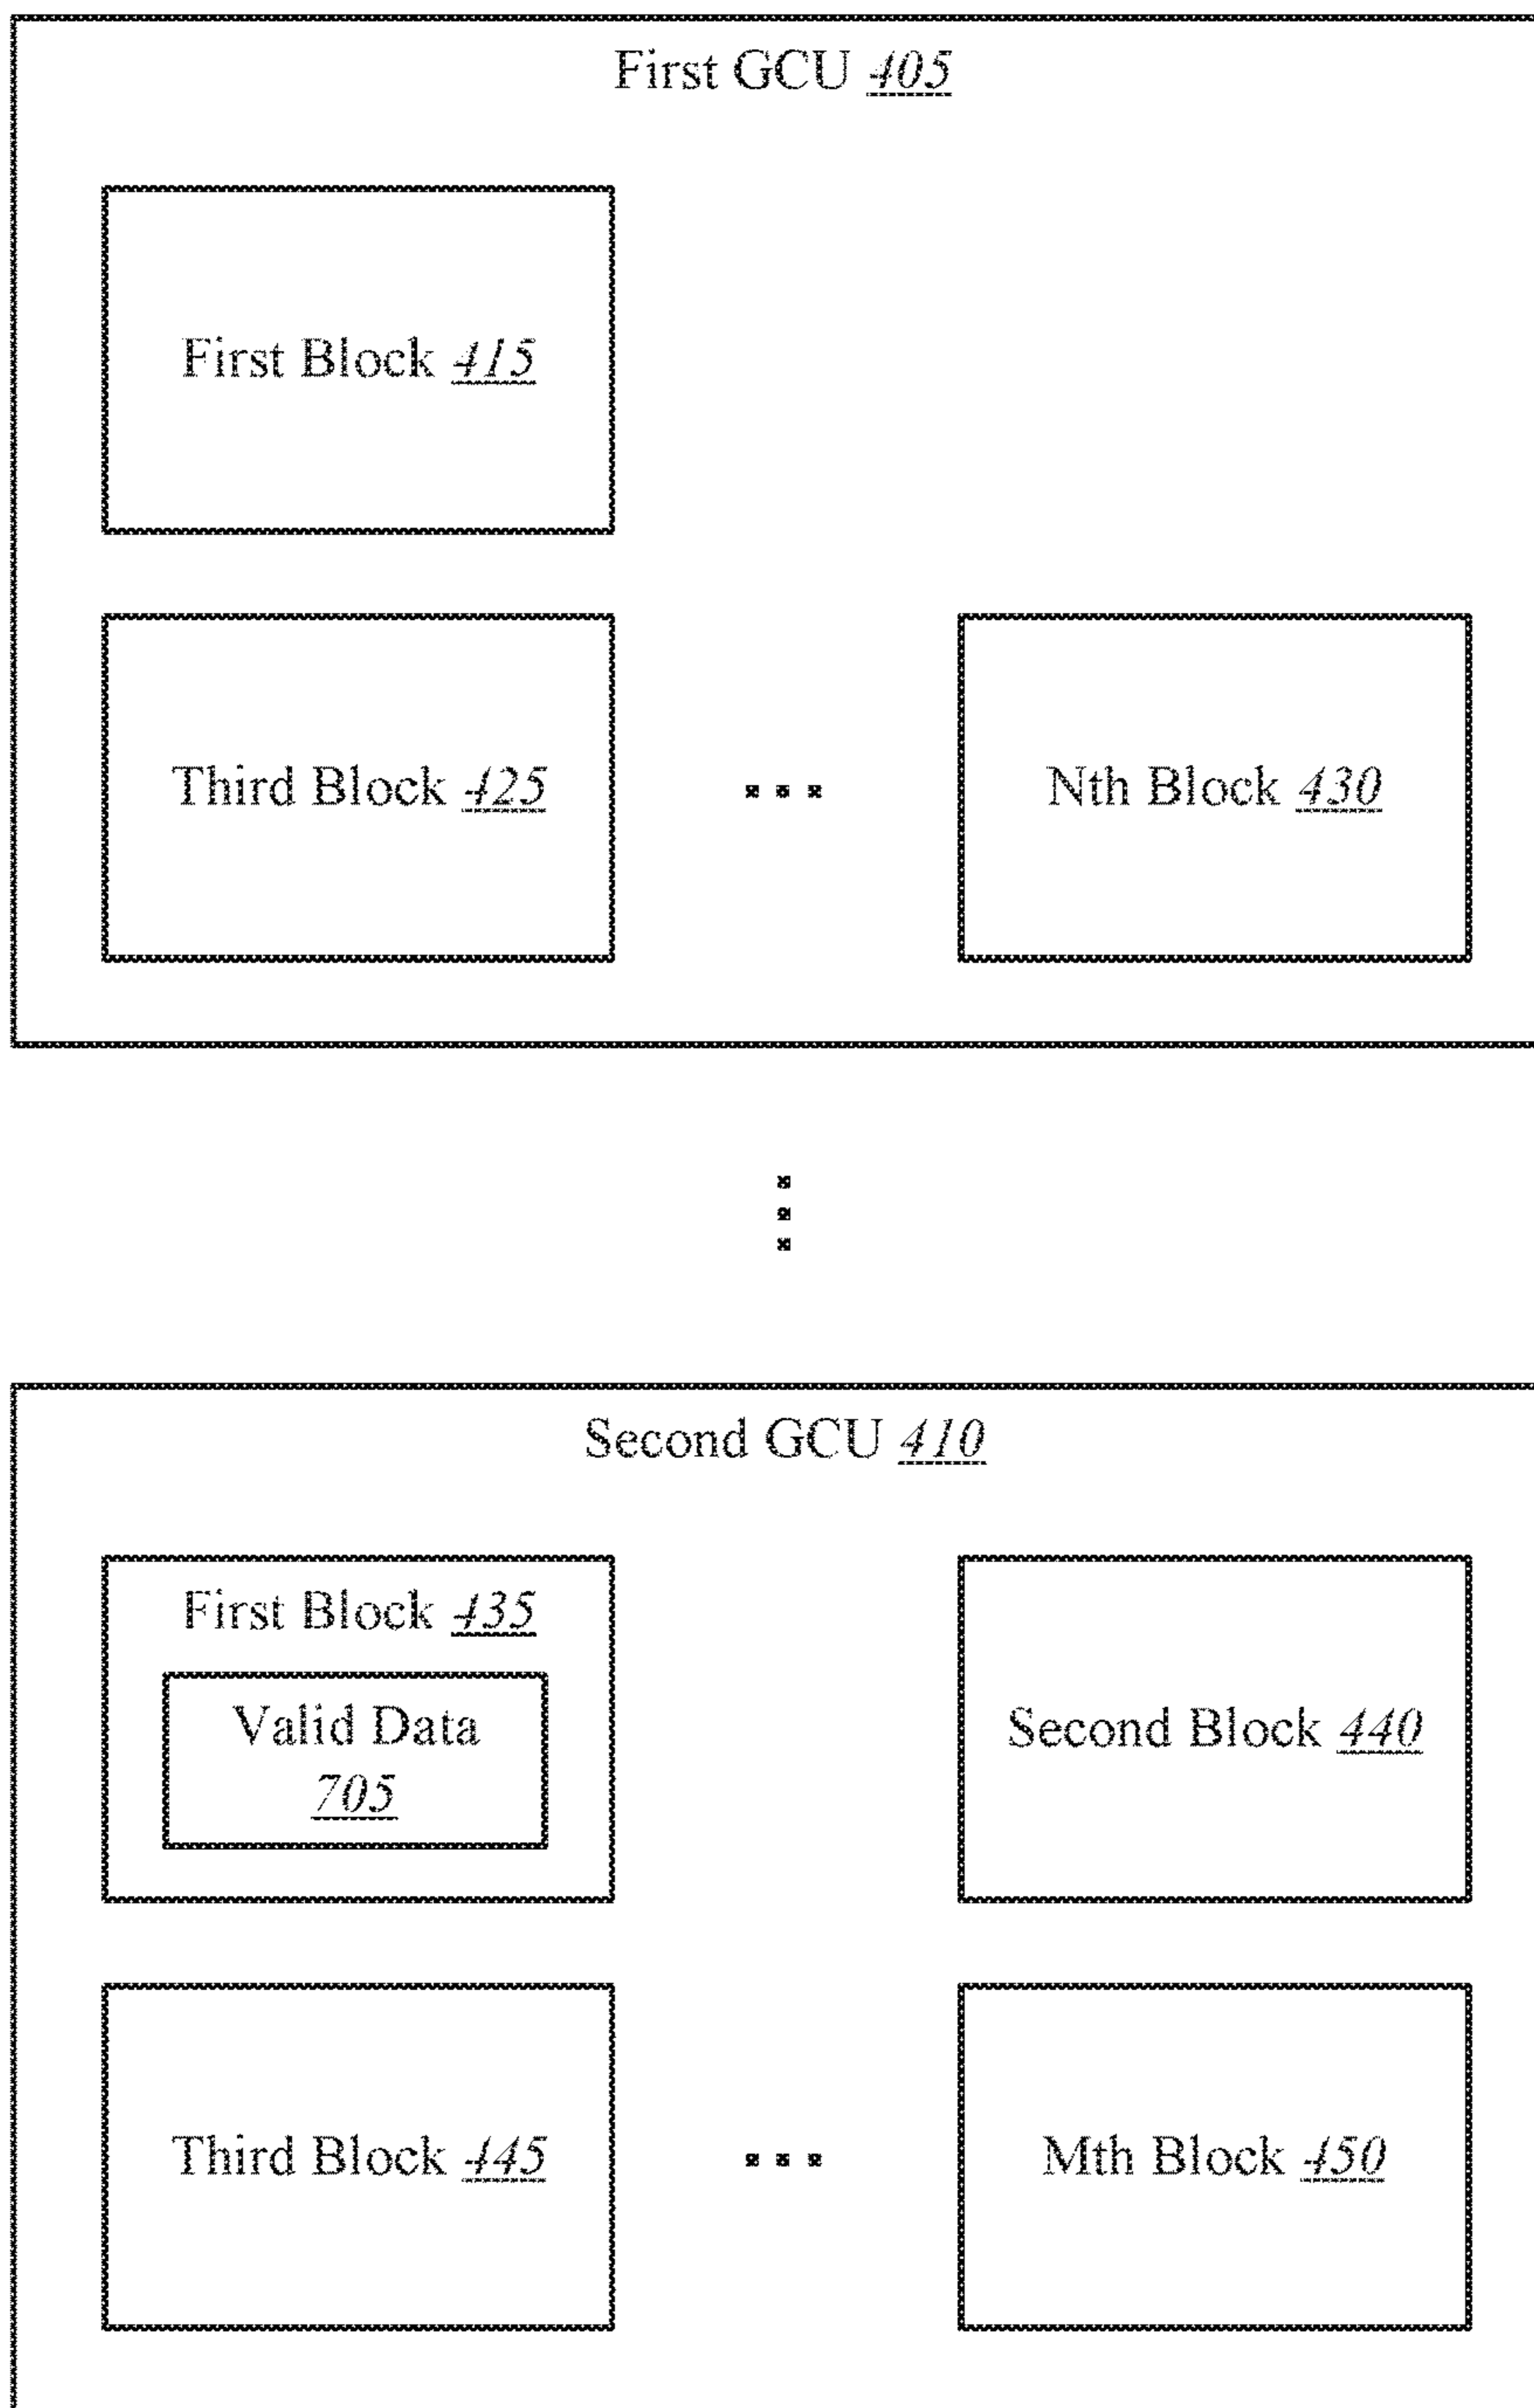 First GCU 405
First Block 415
Third Block 425
...
Nth Block 430
Second GCU 410
First Block 435
Valid Data
705
Second Block 440
Third Block 445
...
Mth Block 450